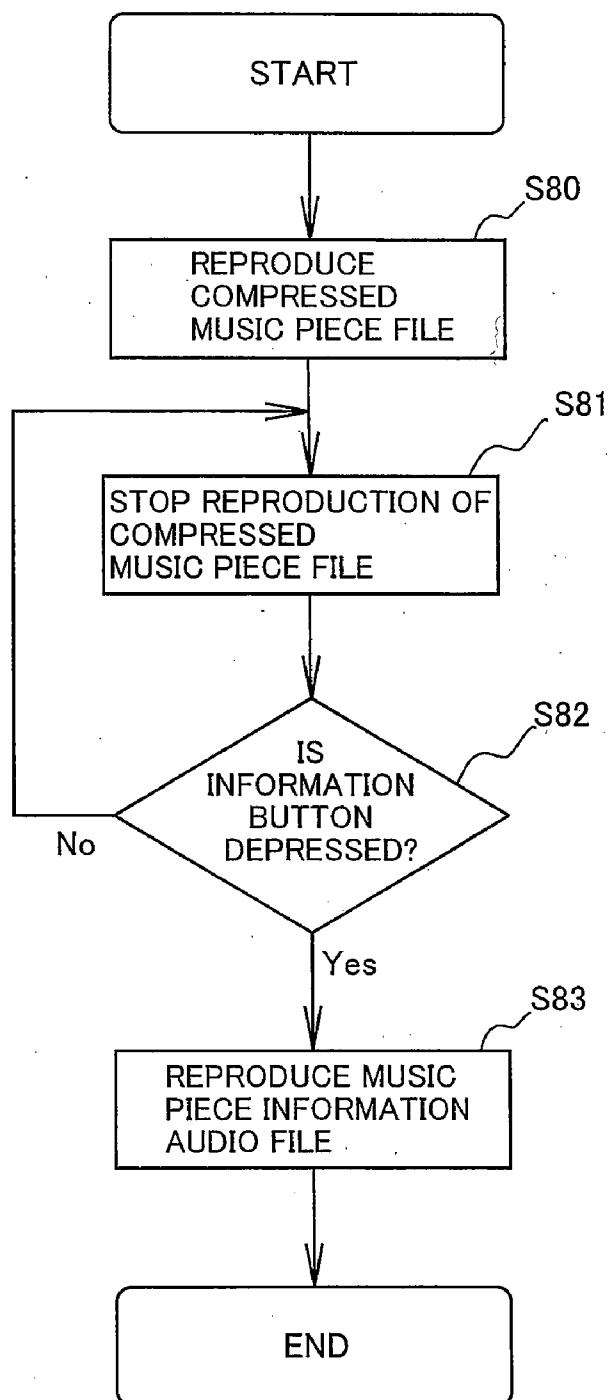 START
S80
REPRODUCE
COMPRESSED
MUSIC PIECE FILE
S81
STOP REPRODUCTION OF
COMPRESSED
MUSIC PIECE FILE
S82
IS
INFORMATION
BUTTON
DEPRESSED?
No
Yes
S83
REPRODUCE MUSIC
PIECE INFORMATION
AUDIO FILE
END